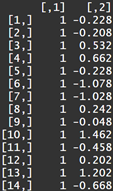 [,1] [,2]
[1,] 1 -0.228
[2,] 1 -0.208
[3,] 1 0.532
[4,] 1 0.662
[5,] 1 -0.228
[6,] 1 -1.078
[7,] 1 -1.028
[8,] 1 0.242
[9,] 1 -0.048
[10,] 1 1.462
[11,] 1 -0.458
[12,] 1 0.202
[13,] 1 1.202
[14,] 1 -0.668